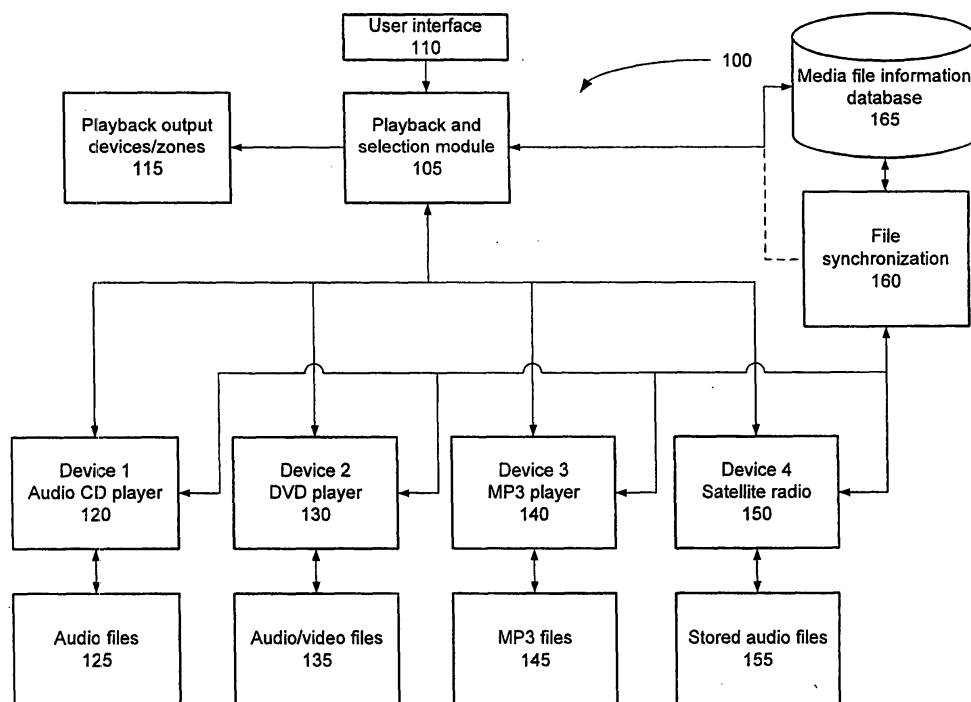 User interface
110
100
Media file information
database
165
Playback output
devices/zones
115
Playback and
selection module
105
File
synchronization
160
Device 1
Audio CD player
120
Device 2
DVD player
130
Device 3
MP3 player
140
Device 4
Satellite radio
150
Audio files
125
Audio/video files
135
MP3 files
145
Stored audio files
155